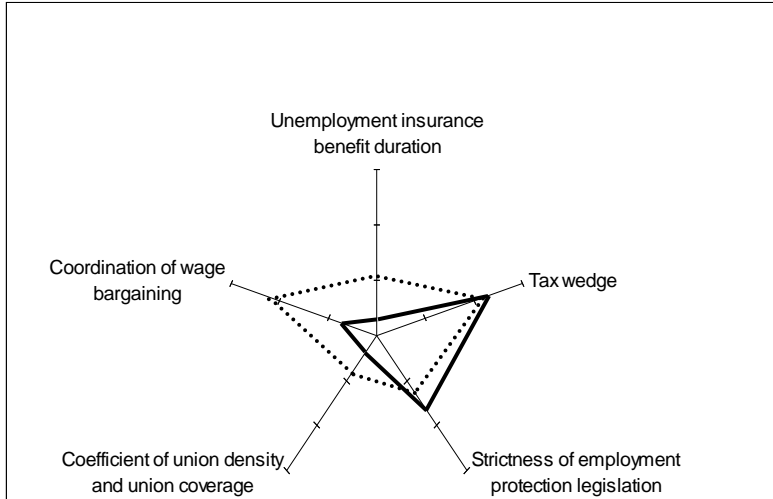 Unemployment insurance
benefit duration
Coordination of wage
bargaining
Tax wedge
Coefficient of union density
and union coverage
Strictness of employment
protection legislation